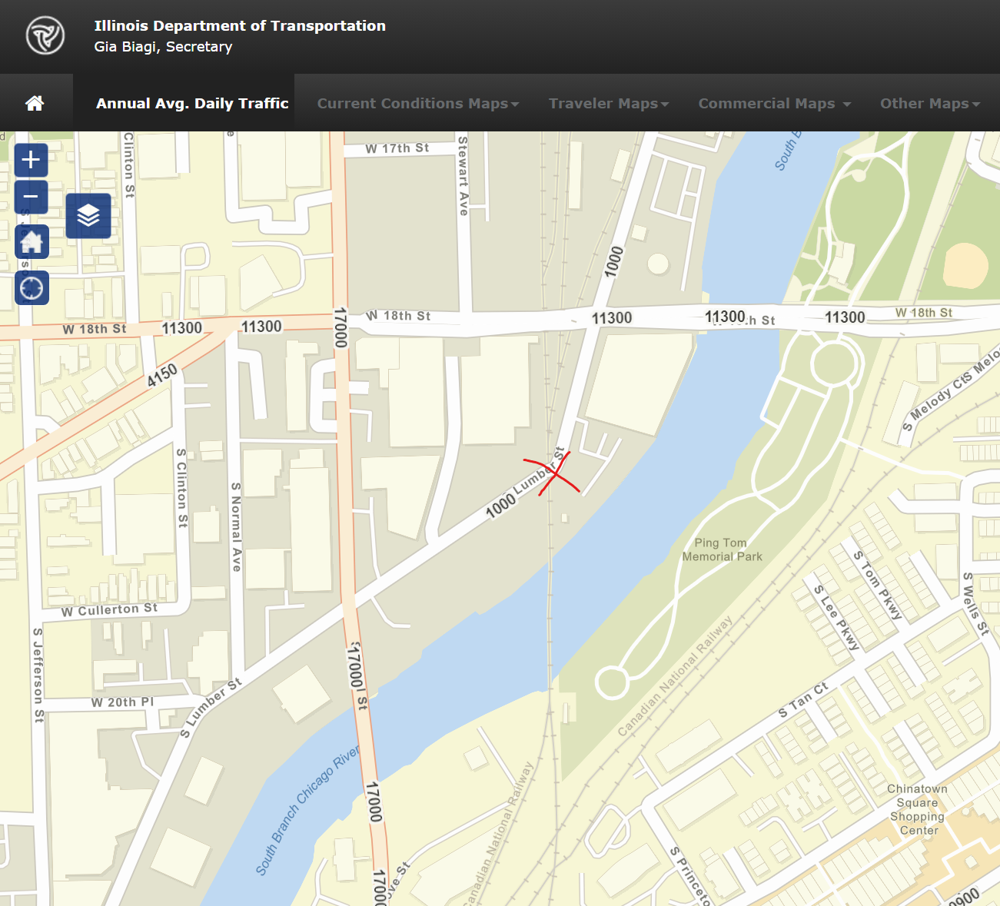 Illinois Department of Transportation
Gia Biagi, Secretary
Annual Avg. Daily Traffic
Current Conditions Maps
Traveler Maps
Commercial Maps
Other Maps
Clinton St
W 17th St
Stewart Ave
South B
1000
W 18th St
11300
11300
17000
W 18th St
11300
11300
11300
W 18th St
4150
S Melody Ct
S Melo
S Clinton St
S Normal Ave
1000
Lumber St
Ping Tom
Memorial Park
S Tom Pkwy
S Lee Pkwy
S Wells St
W Cullerton St
S Jefferson St
17000
l St
Canadian National Railway
W 20th Pl
S Lumber St
S Tan Ct
South Branch Chicago River
17000
Canadian National Railway
Chinatown
Square
Shopping
Center
S Princeto
17000
ove St
9900